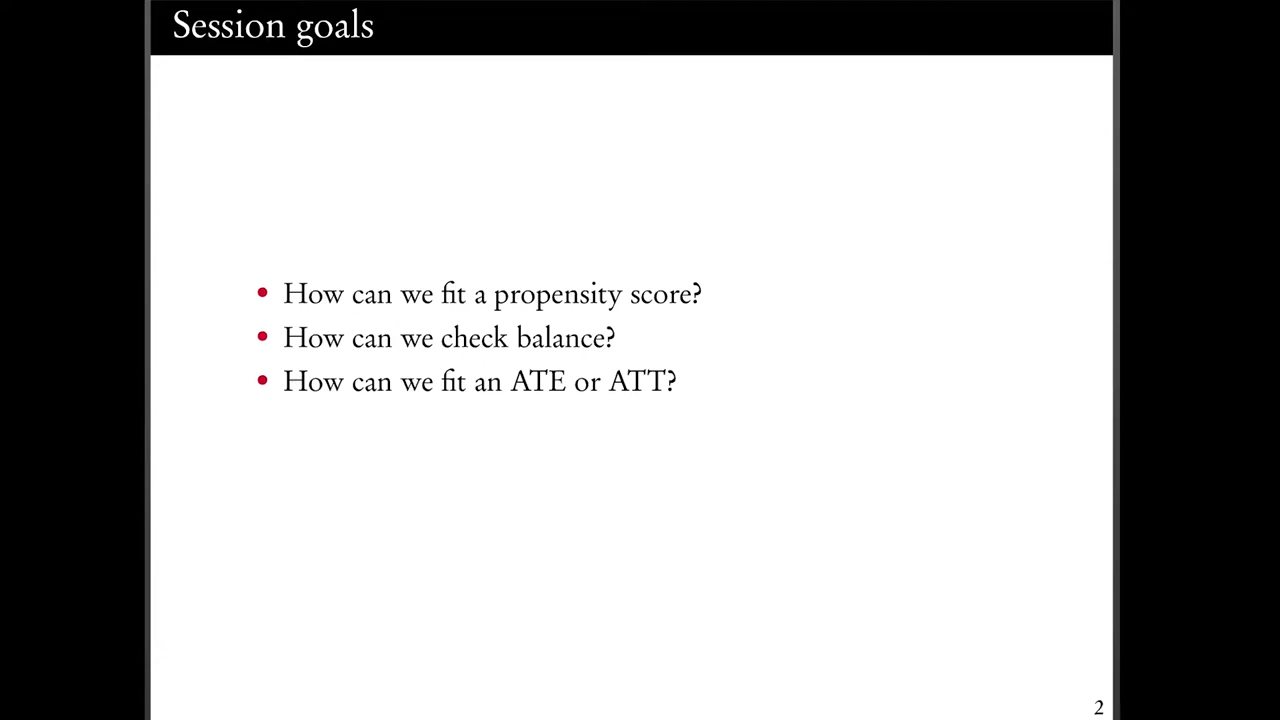 Session goals
• How can we fit a propensity score?
• How can we check balance?
• How can we fit an ATE or ATT?
2